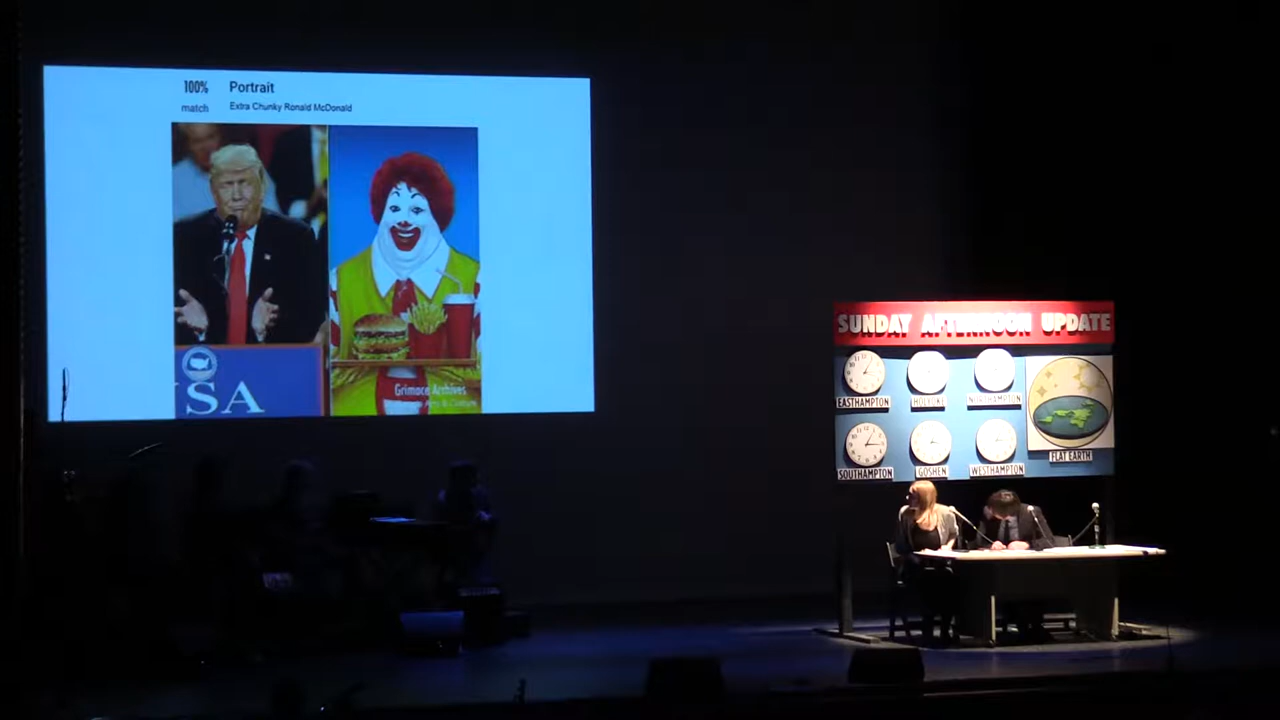 100% Portrait
match Extra Chunky Ronald McDonald
SA
Grimace Archives
SUNDAY AFTERNOON UPDATE
EASTHAMPTON HOLYOKE NORTHAMPTON
SOUTHAMPTON GOSHEN WESTHAMPTON FLAT EARTH